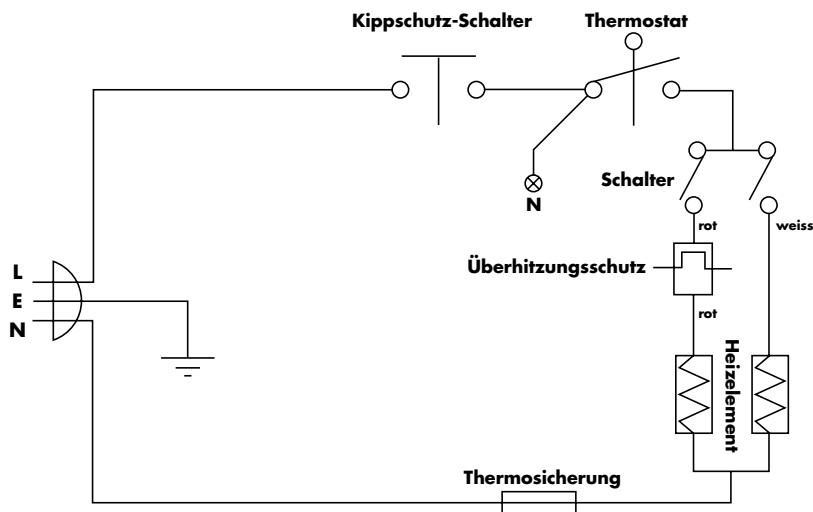 Kippschutz-Schalter
Thermostat
N
Schalter
rot
weiss
Überhitzungsschutz
rot
L
E
N
Heizelement
Thermosicherung